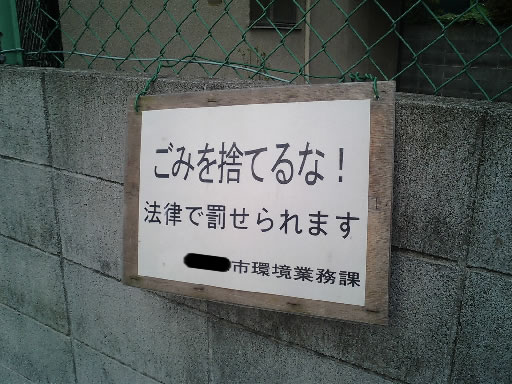 ごみを捨てるな！
法律で罰せられます
市環境業務課